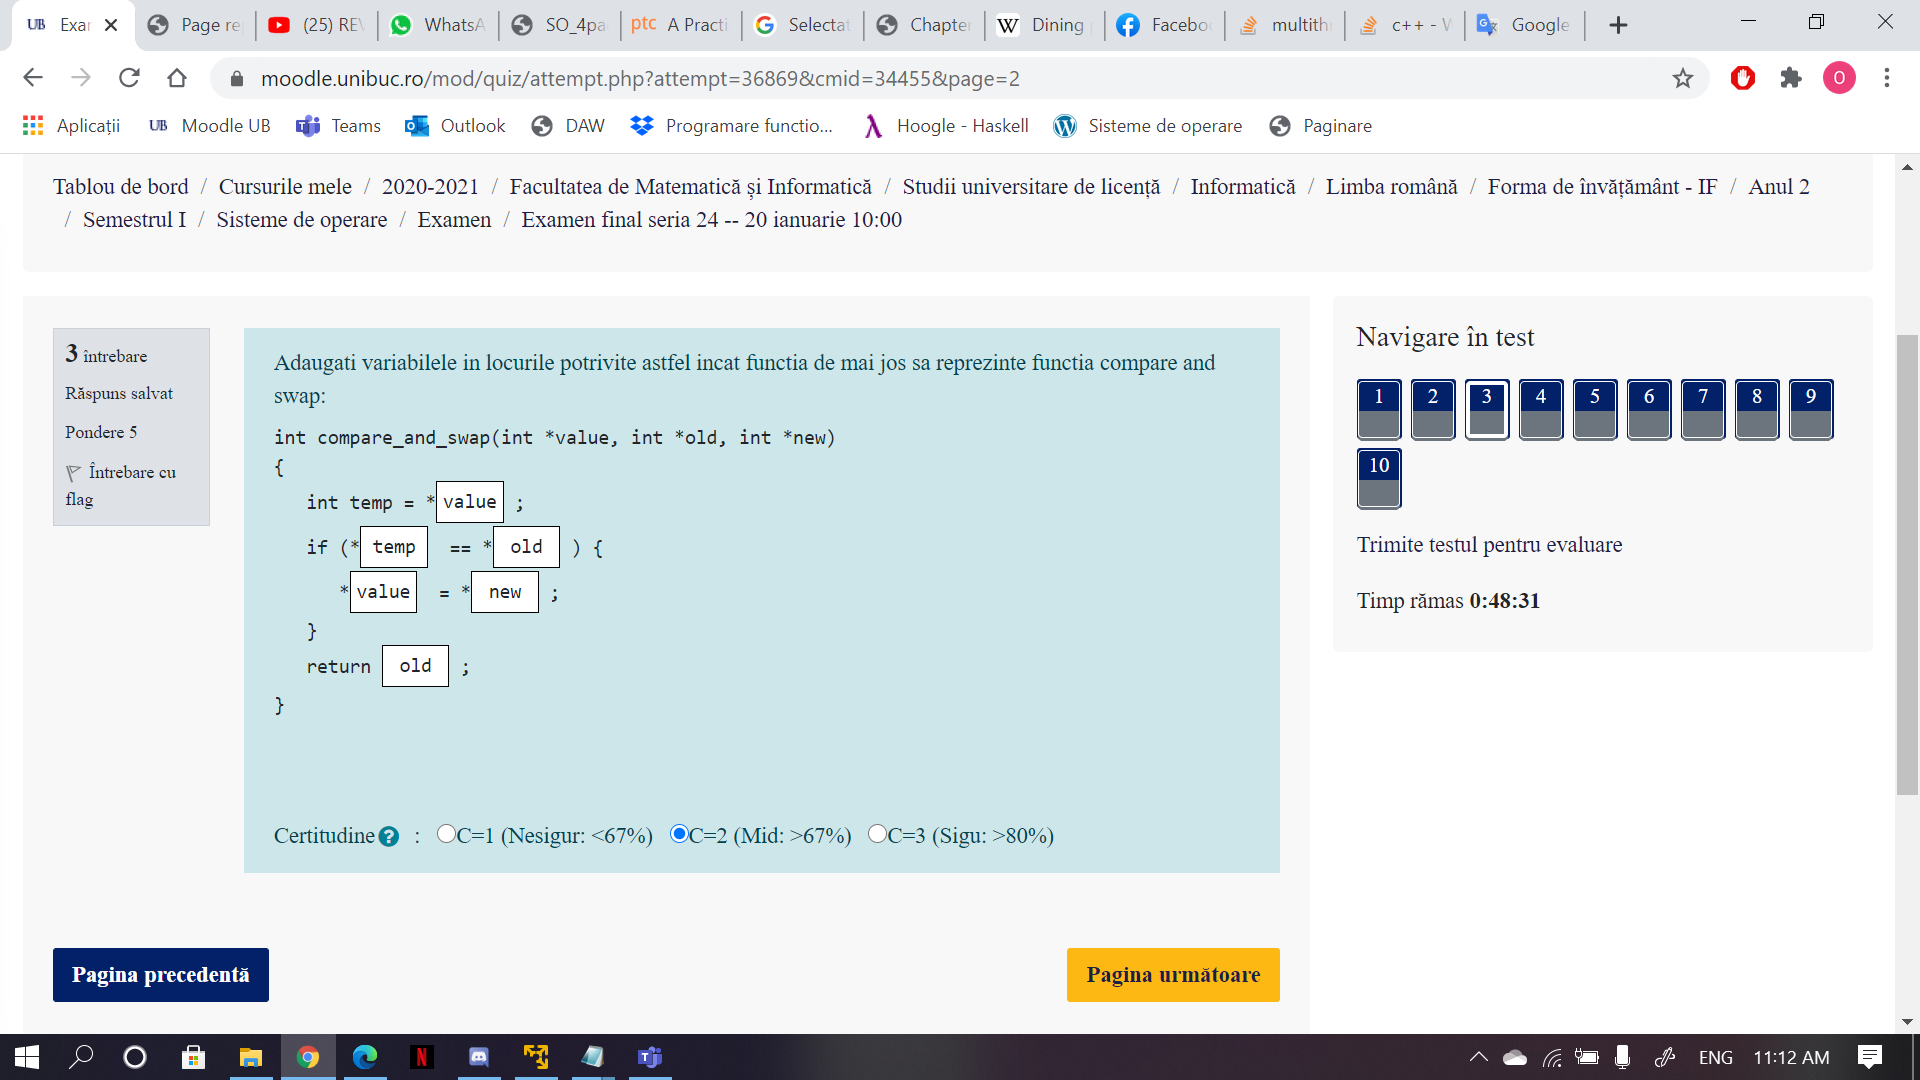 UB Exar
Page re
(25) RE
WhatsA
SO_4pa
ptc A Practi
Selectat
Chapter
W Dining
Facebo
multithr
c++ - W
Google
moodle.unibuc.ro/mod/quiz/attempt.php?attempt=36869&cmid=34455&page=2
O
Aplicații
UB Moodle UB
Teams
Outlook
DAW
Programare functio...
Hoogle - Haskell
Sisteme de operare
Paginare
Tablou de bord / Cursurile mele / 2020-2021 / Facultatea de Matematică și Informatică / Studii universitare de licență / Informatică / Limba română / Forma de învățământ - IF / Anul 2
/ Semestrul I / Sisteme de operare / Examen / Examen final seria 24 -- 20 ianuarie 10:00
3 întrebare
Răspuns salvat
Pondere 5
Întrebare cu
flag
Adaugati variabilele in locurile potrivite astfel incat functia de mai jos sa reprezinte functia compare and
swap:
int compare_and_swap(int *value, int *old, int *new)
{
int temp = * value ;
if (* temp == * old ) {
* value = * new ;
}
return old ;
}
Certitudine ? : C=1 (Nesigur: <67%) C=2 (Mid: >67%) C=3 (Sigu: >80%)
Pagina precedentă
Pagina următoare
Navigare în test
1 2 3 4 5 6 7 8 9
10
Trimite testul pentru evaluare
Timp rămas 0:48:31
ENG
11:12 AM